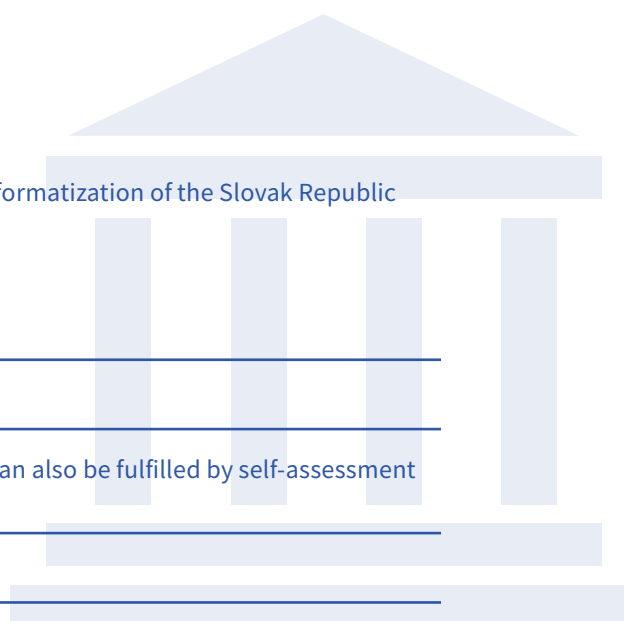 formatization of the Slovak Republic
an also be fulfilled by self-assessment